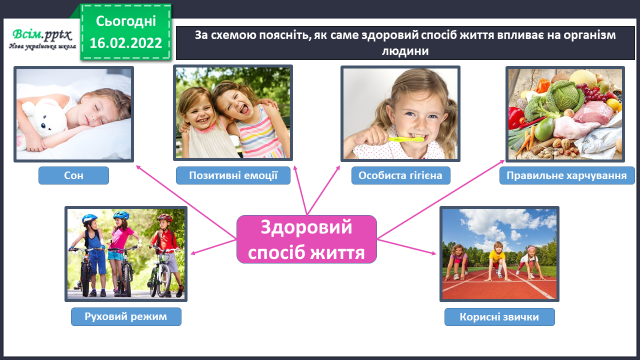 Всім.pptx
Нова українська школа
Сьогодні
16.02.2022
За схемою поясніть, як саме здоровий спосіб життя впливає на організм
людини
Сон
Позитивні емоції
Особиста гігієна
Правильне харчування
Здоровий
спосіб життя
Руховий режим
Корисні звички